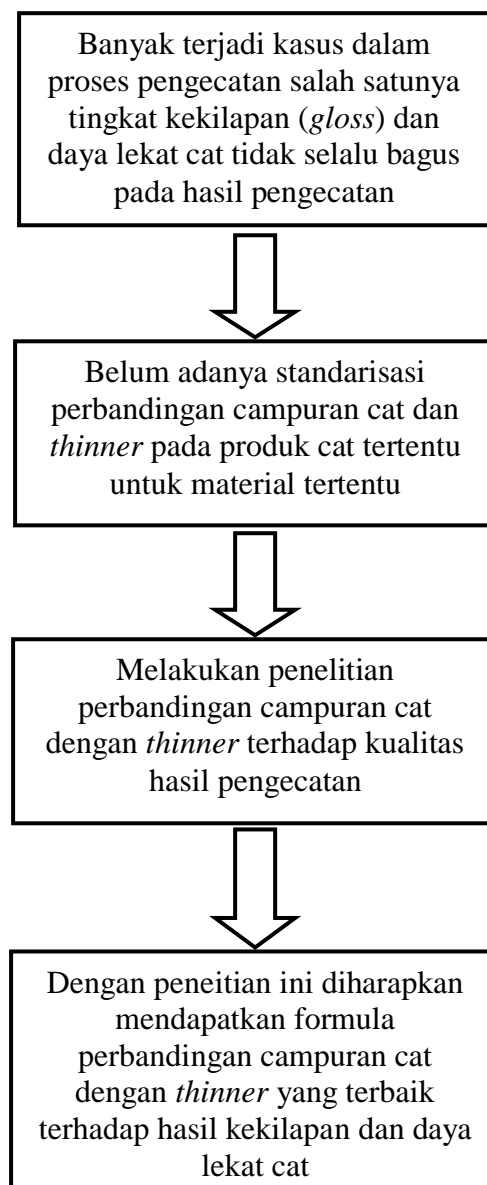 Banyak terjadi kasus dalam
proses pengecatan salah satunya
tingkat kekilapan (gloss) dan
daya lekat cat tidak selalu bagus
pada hasil pengecatan
Belum adanya standarisasi
perbandingan campuran cat dan
thinner pada produk cat tertentu
untuk material tertentu
Melakukan penelitian
perbandingan campuran cat
dengan thinner terhadap kualitas
hasil pengecatan
Dengan peneitian ini diharapkan
mendapatkan formula
perbandingan campuran cat
dengan thinner yang terbaik
terhadap hasil kekilapan dan daya
lekat cat